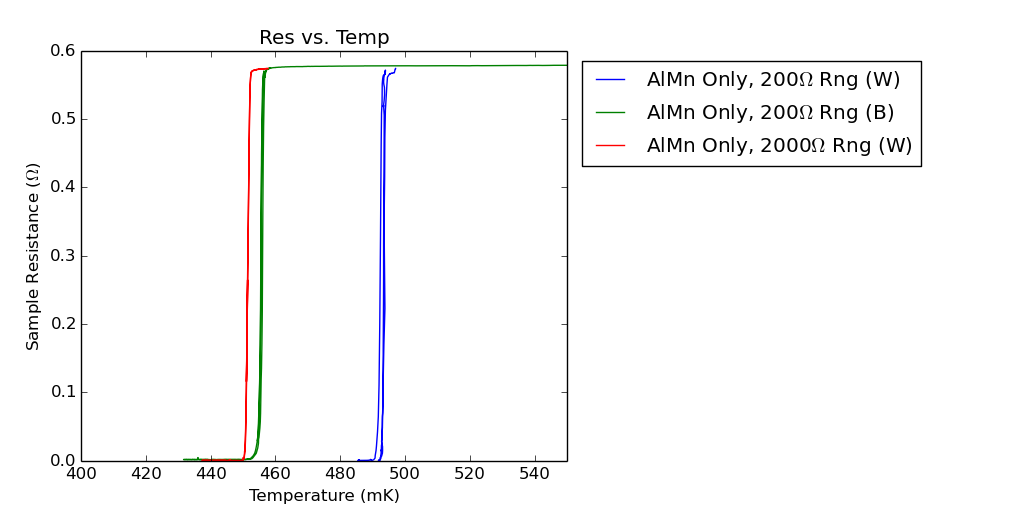 Res vs. Temp
0.6
0.5
0.4
0.3
0.2
0.1
0.0
Sample Resistance (Ω)
400 420 440 460 480 500 520 540
Temperature (mK)
AlMn Only, 200Ω Rng (W)
AlMn Only, 200Ω Rng (B)
AlMn Only, 2000Ω Rng (W)